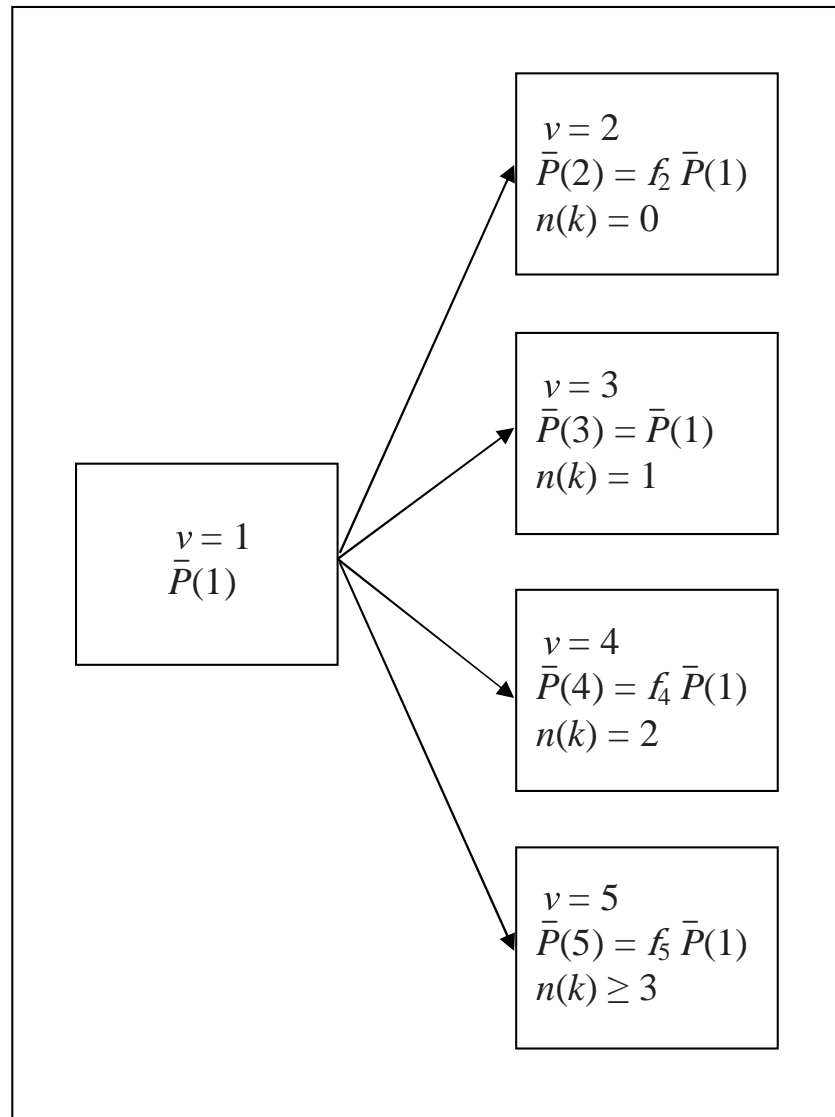 v = 1
P̄(1)
v = 2
P̄(2) = f₂ P̄(1)
n(k) = 0
v = 3
P̄(3) = P̄(1)
n(k) = 1
v = 4
P̄(4) = f₄ P̄(1)
n(k) = 2
v = 5
P̄(5) = f₅ P̄(1)
n(k) ≥ 3